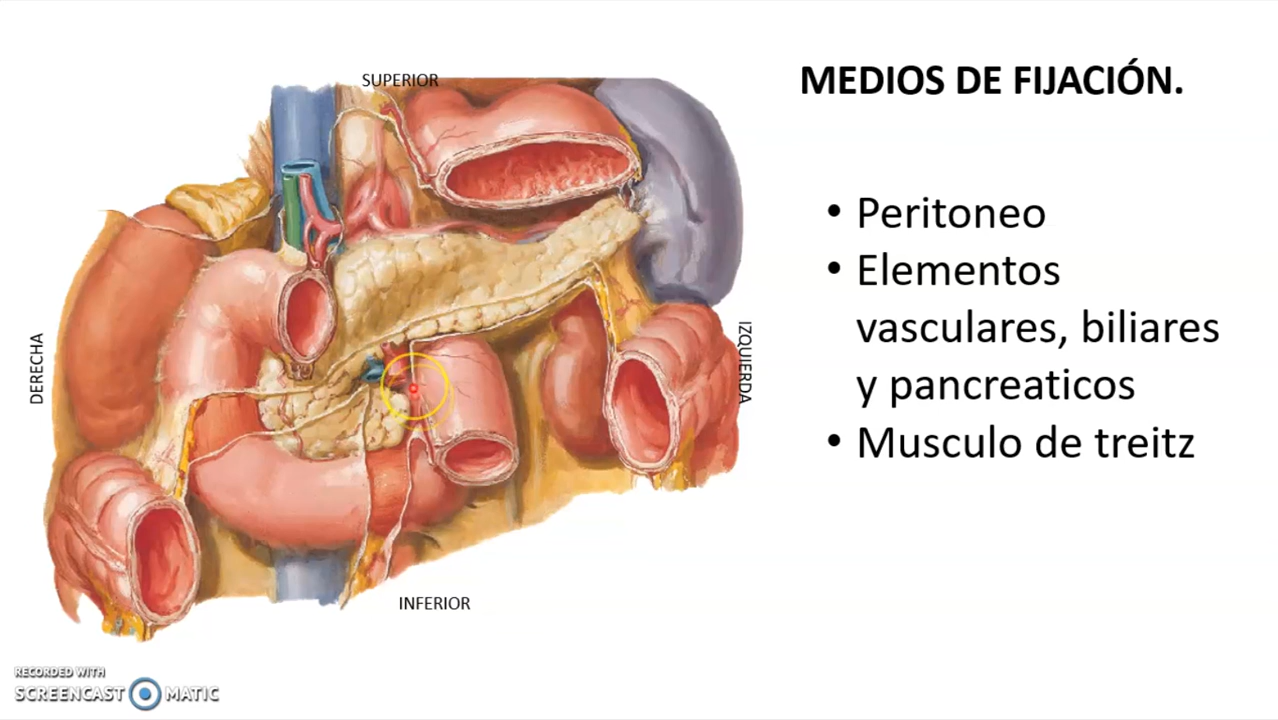 SUPERIOR
MEDIOS DE FIJACIÓN.
• Peritoneo
• Elementos
vasculares, biliares
y pancreaticos
• Musculo de treitz
DERECHA
IZQUIERDA
INFERIOR
RECORDED WITH
SCREENCAST MATIC